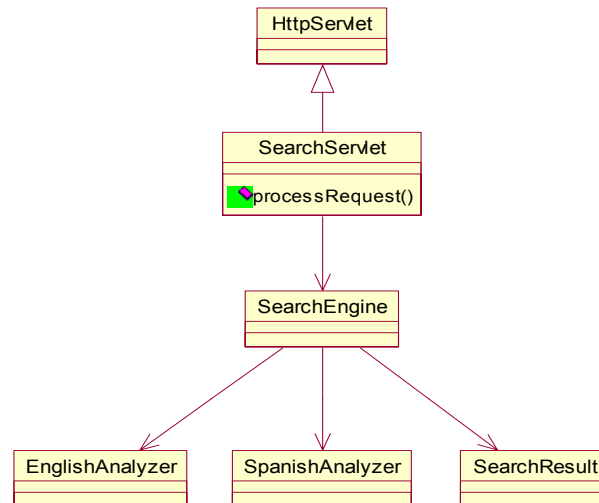 HttpServlet
SearchServlet
processRequest()
SearchEngine
EnglishAnalyzer
SpanishAnalyzer
SearchResult